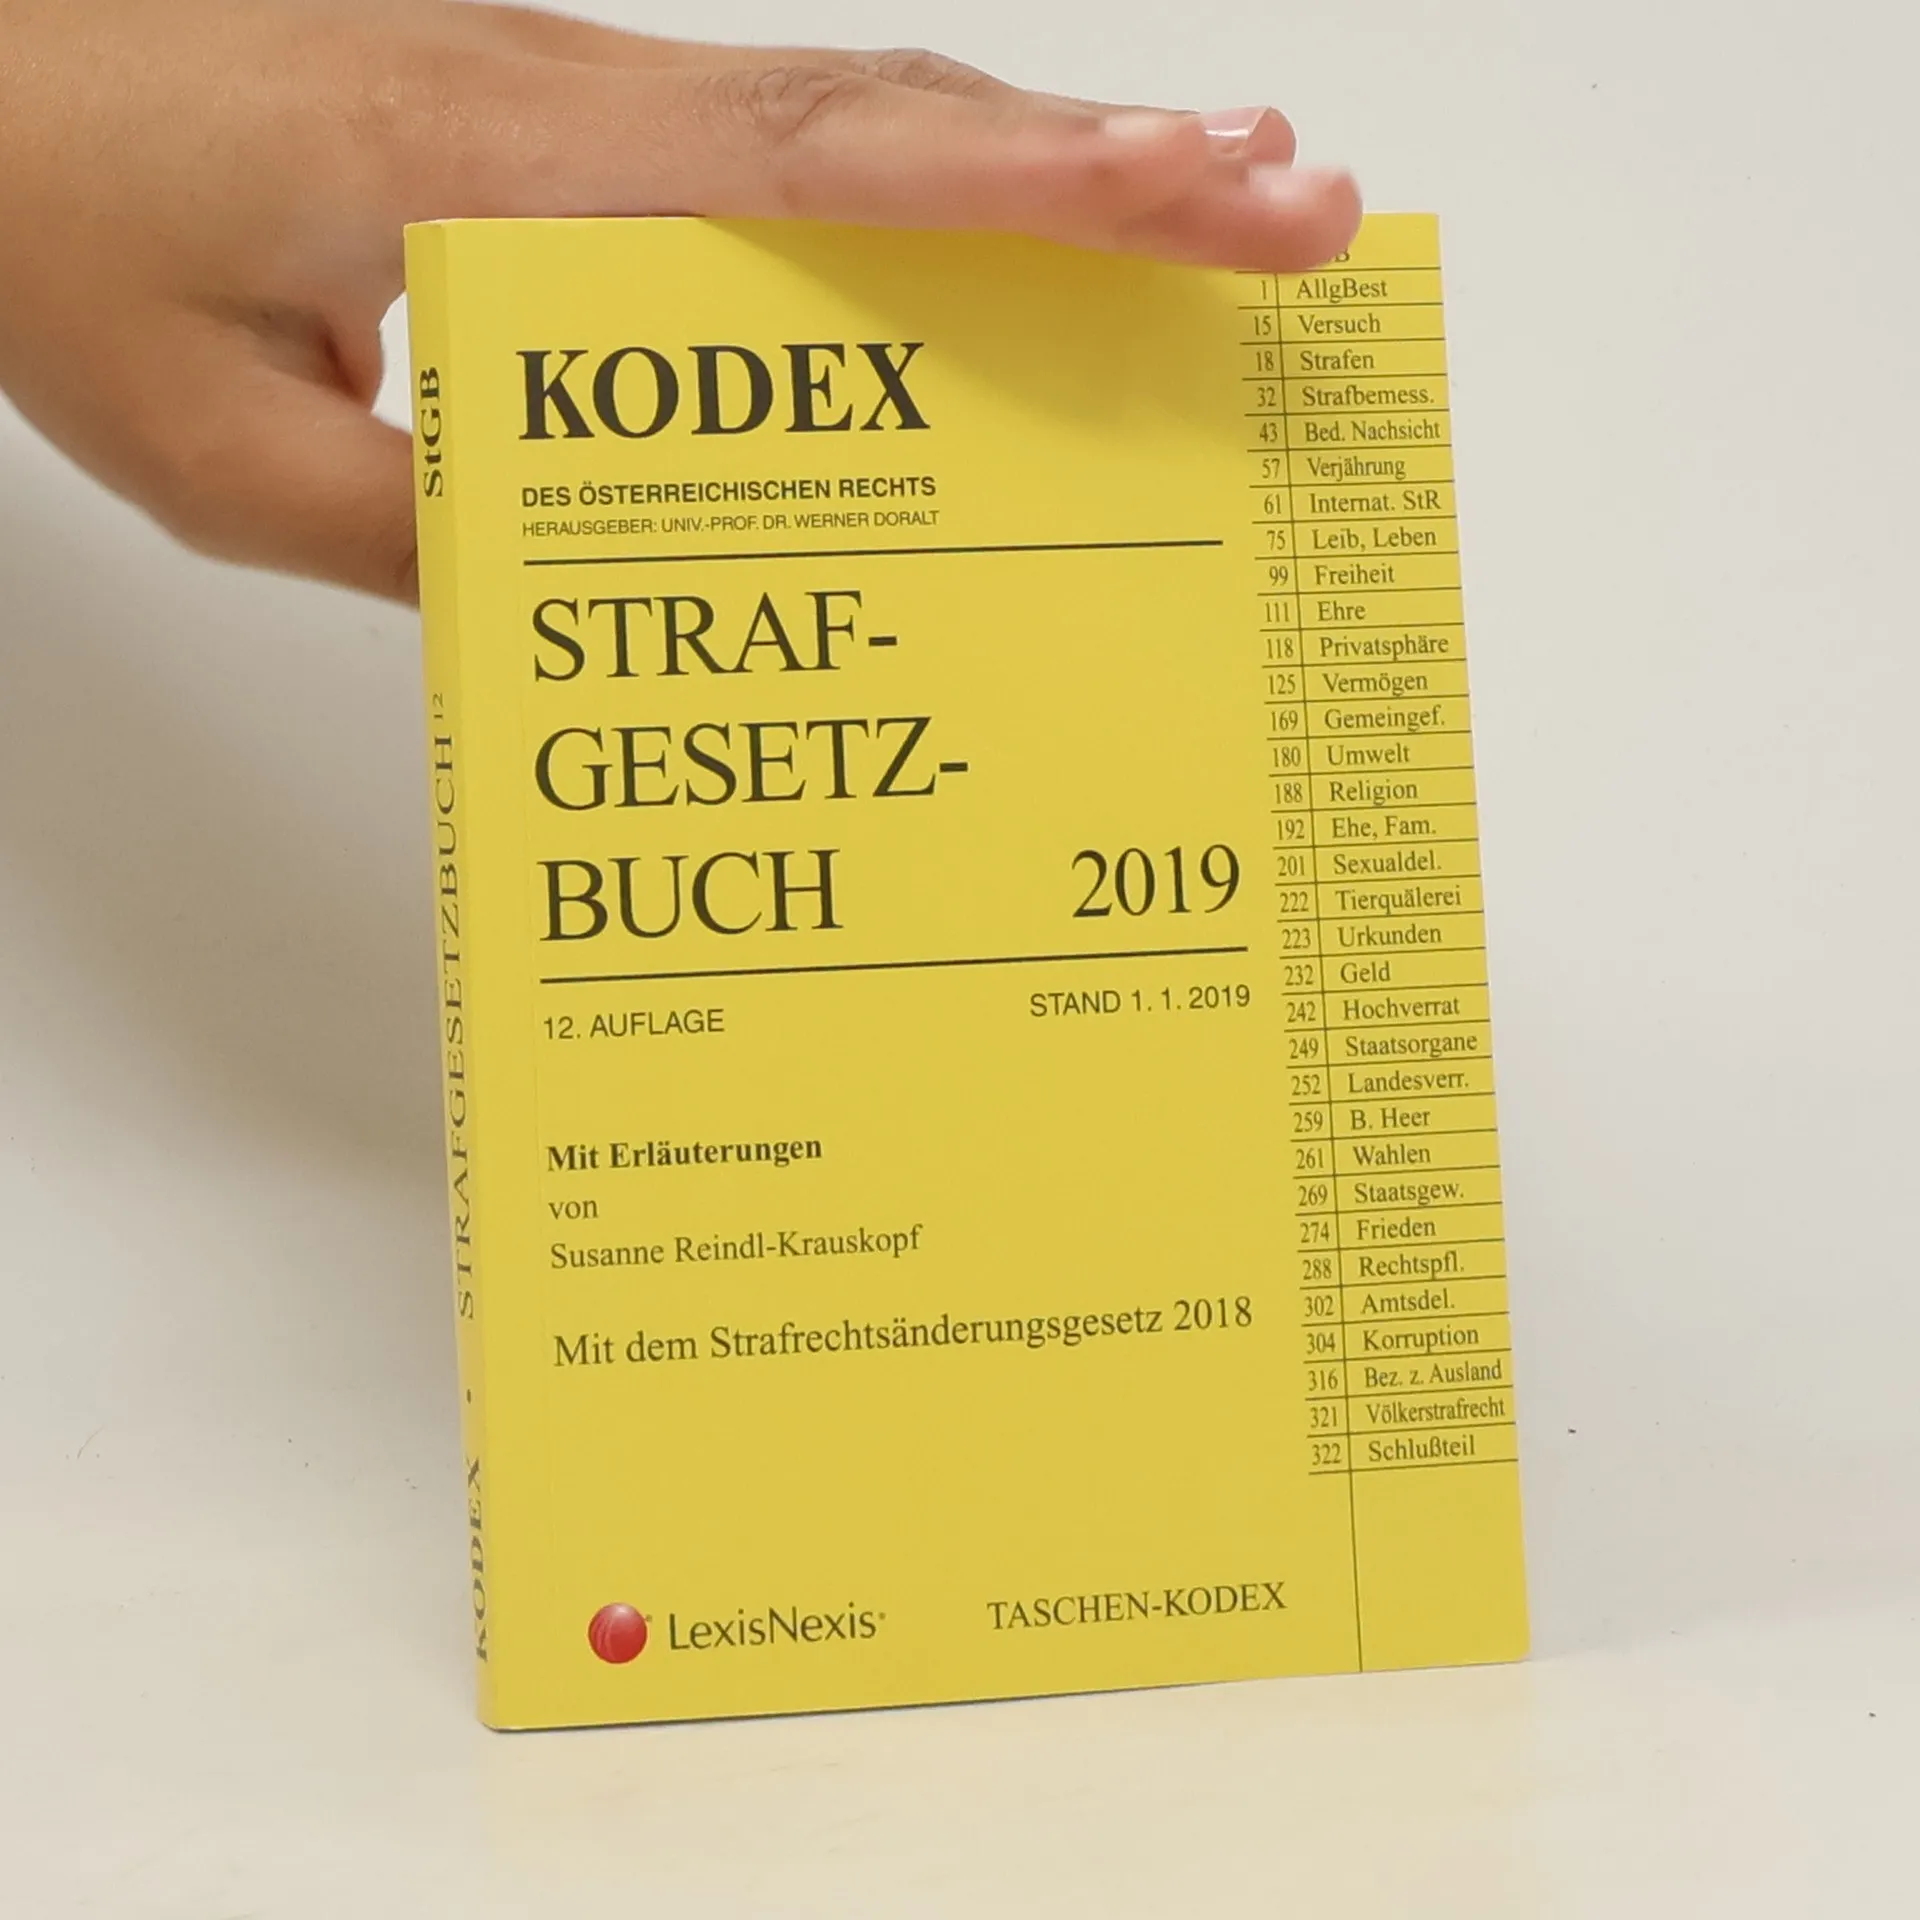 KODEX
DES ÖSTERREICHISCHEN RECHTS
HERAUSGEBER: UNIV.-PROF. DR. WERNER DORALT
STRAF-
GESETZ-
BUCH 2019
12. AUFLAGE STAND 1. 1. 2019
Mit Erläuterungen
von
Susanne Reindl-Krauskopf
Mit dem Strafrechtsänderungsgesetz 2018
LexisNexis® TASCHEN-KODEX
1 AllgBest
15 Versuch
18 Strafen
32 Strafbemess.
43 Bed. Nachsicht
57 Verjährung
61 Internat. StR
75 Leib, Leben
99 Freiheit
111 Ehre
118 Privatsphäre
125 Vermögen
169 Gemeingef.
180 Umwelt
188 Religion
192 Ehe, Fam.
201 Sexualdel.
222 Tierquälerei
223 Urkunden
232 Geld
242 Hochverrat
249 Staatsorgane
252 Landesverr.
259 B. Heer
261 Wahlen
269 Staatsgew.
274 Frieden
288 Rechtspfl.
302 Amtsdel.
304 Korruption
316 Bez. z. Ausland
321 Völkerstrafrecht
322 Schlußteil
KODEX • STRAFGESETZBUCH 12 StGB